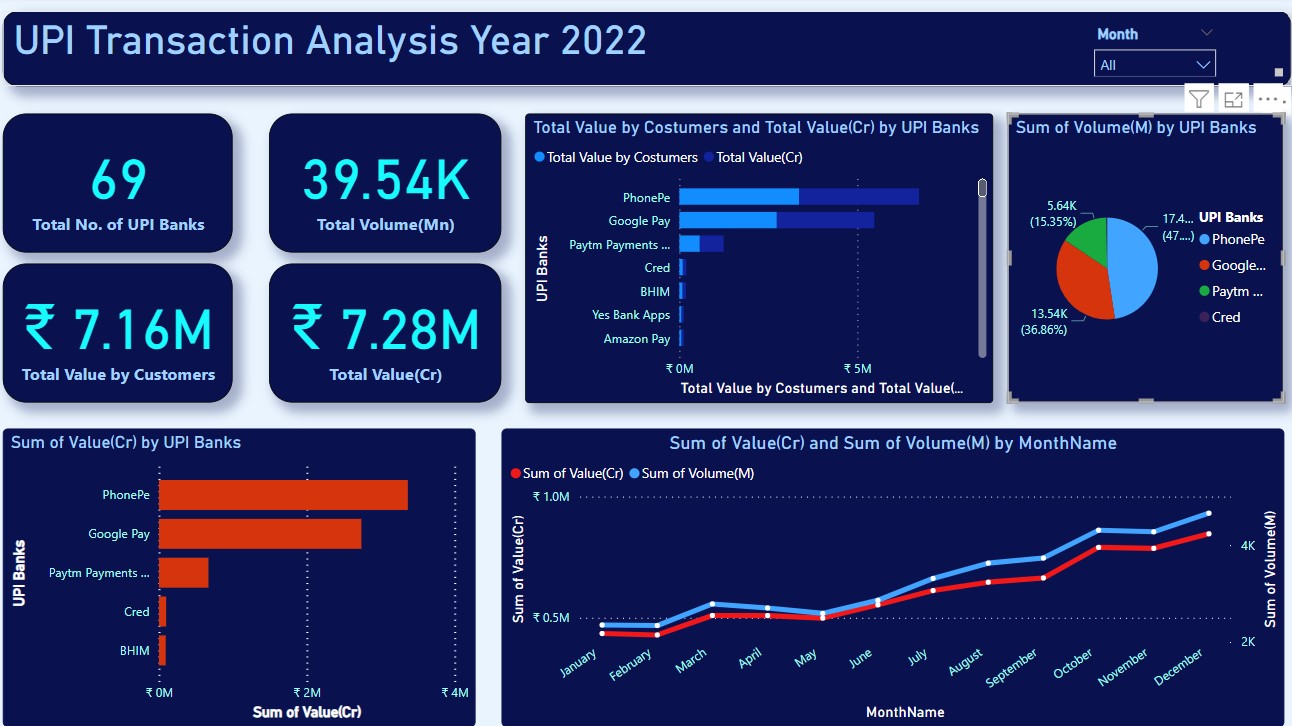 UPI Transaction Analysis Year 2022
Month
All
69
Total No. of UPI Banks
39.54K
Total Volume(Mn)
₹ 7.16M
Total Value by Customers
₹ 7.28M
Total Value(Cr)
Total Value by Costumers and Total Value(Cr) by UPI Banks
Total Value by Costumers Total Value(Cr)
UPI Banks
PhonePe
Google Pay
Paytm Payments ...
Cred
BHIM
Yes Bank Apps
Amazon Pay
₹ 0M ₹ 5M
Total Value by Costumers and Total Value(...
Sum of Volume(M) by UPI Banks
5.64K
(15.35%)
17.4...
(47....)
13.54K
(36.86%)
UPI Banks
PhonePe
Google...
Paytm ...
Cred
Sum of Value(Cr) by UPI Banks
UPI Banks
PhonePe
Google Pay
Paytm Payments ...
Cred
BHIM
₹ 0M ₹ 2M ₹ 4M
Sum of Value(Cr)
Sum of Value(Cr) and Sum of Volume(M) by MonthName
Sum of Value(Cr) Sum of Volume(M)
Sum of Value(Cr)
₹ 1.0M
₹ 0.5M
4K
2K
Sum of Volume(M)
January February March April May June July August September October November December
MonthName